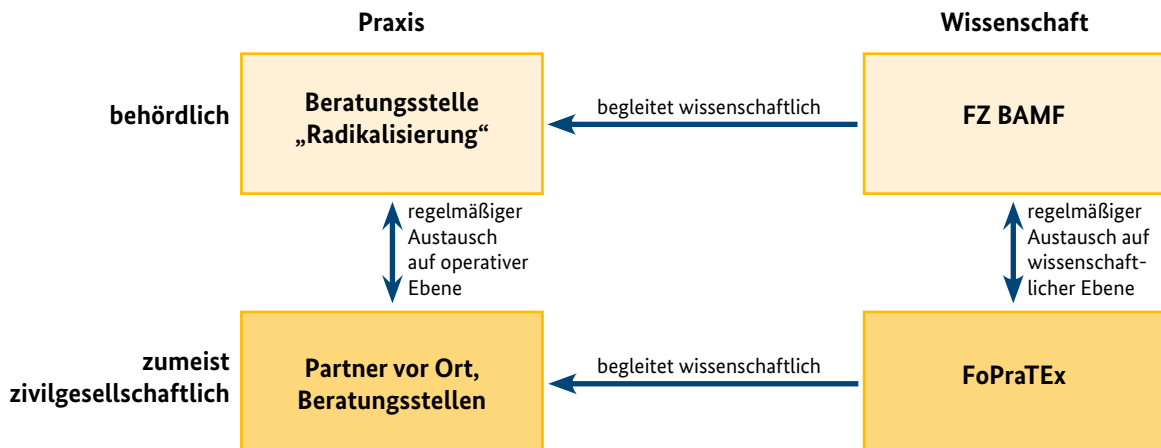 Praxis
Wissenschaft
behördlich
Beratungsstelle
„Radikalisierung“
begleitet wissenschaftlich
FZ BAMF
regelmäßiger
Austausch
auf operativer
Ebene
regelmäßiger
Austausch auf
wissenschaft-
licher Ebene
zumeist
zivilgesellschaftlich
Partner vor Ort,
Beratungsstellen
begleitet wissenschaftlich
FoPraTEx